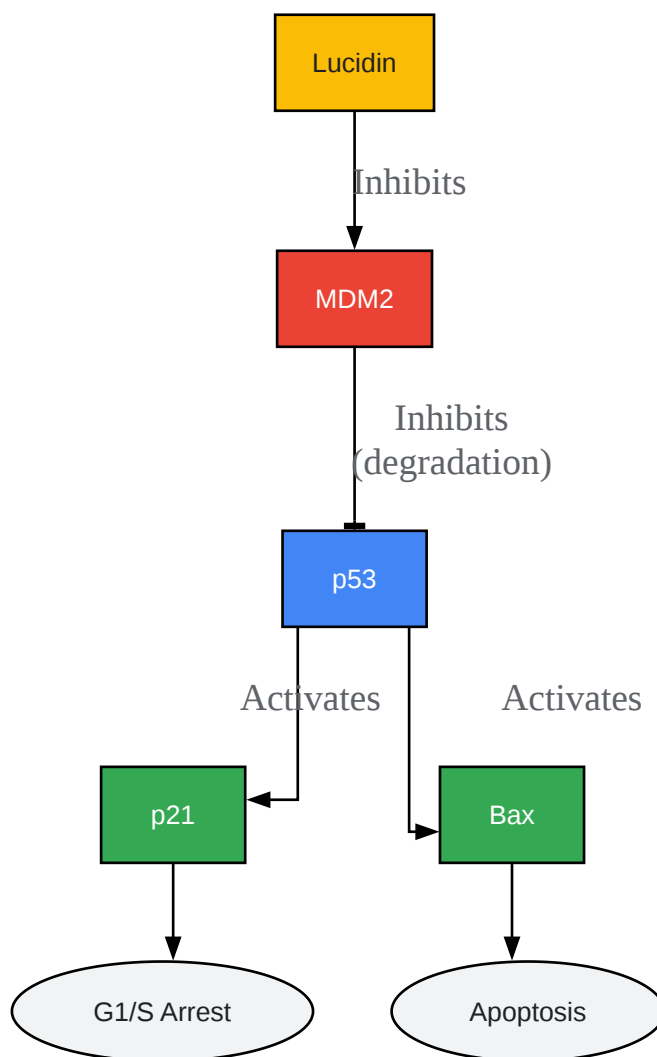 Lucidin
Inhibits
MDM2
Inhibits
(degradation)
p53
Activates
Activates
p21
Bax
G1/S Arrest
Apoptosis